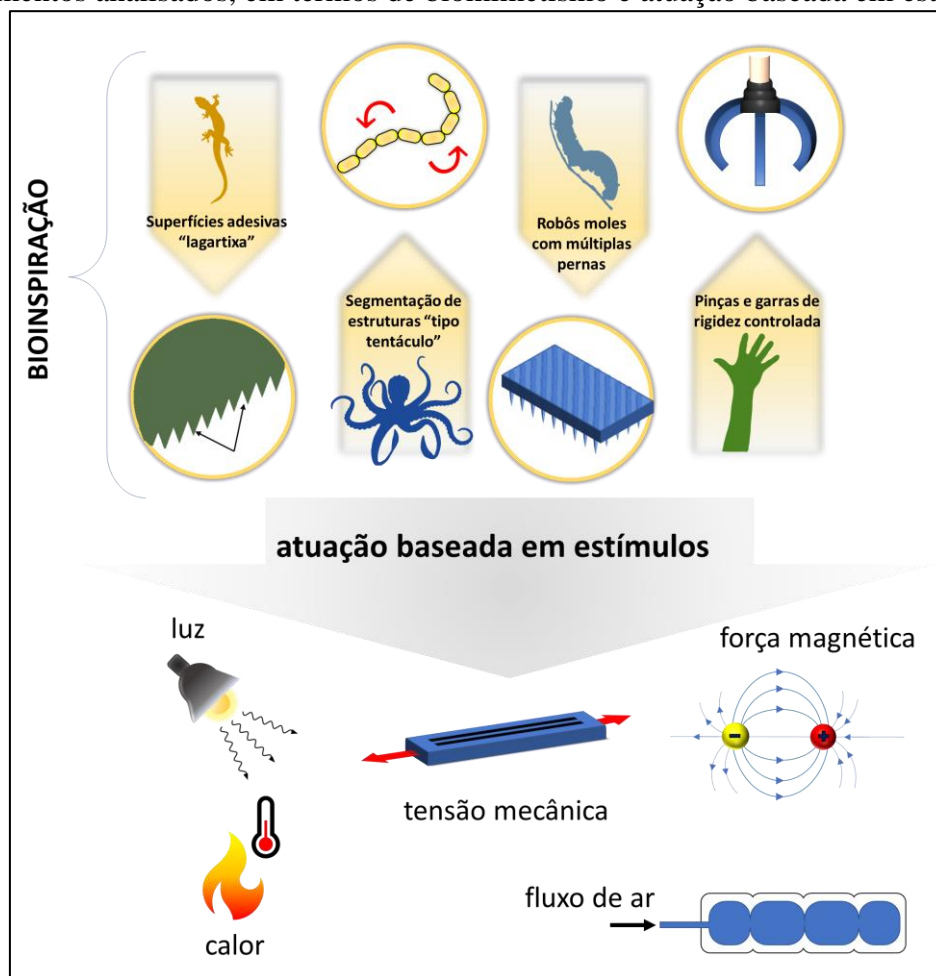 BIOINSPIRAÇÃO
Superfícies adesivas
"lagartixa"
Segmentação de
estruturas "tipo
tentáculo"
Robôs moles
com múltiplas
pernas
Pinças e garras de
rigidez controlada
atuação baseada em estímulos
luz
força magnética
-
+
tensão mecânica
calor
fluxo de ar